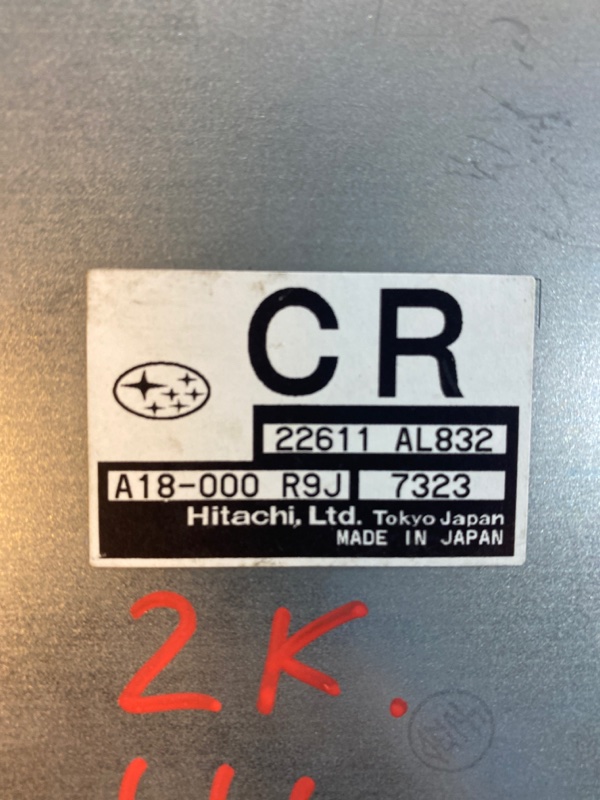 CR
22611 AL832
A18-000 R9J 7323
Hitachi, Ltd. Tokyo Japan
MADE IN JAPAN
2K.